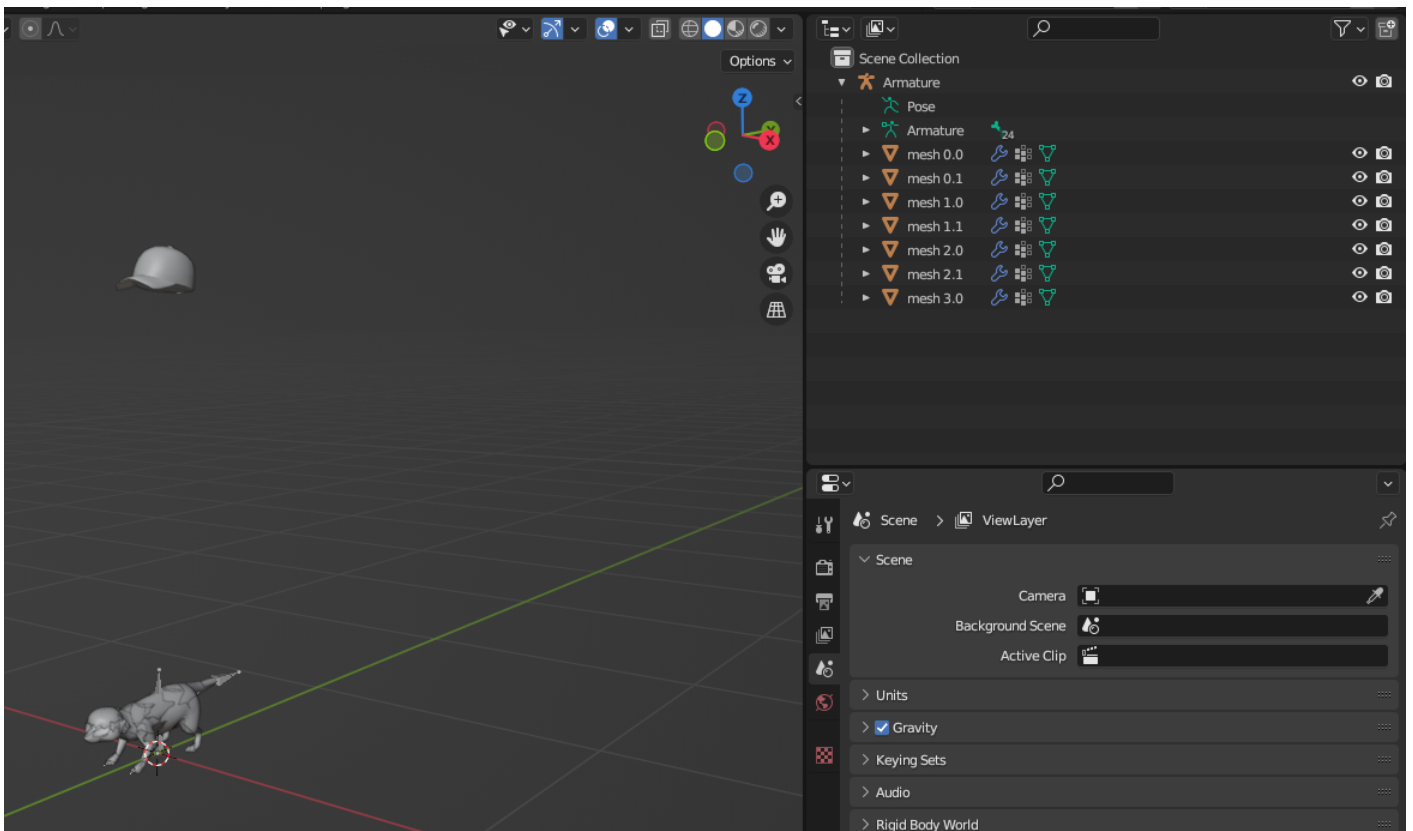 Options
Z
Y
X
Scene Collection
Armature
Pose
Armature 24
mesh 0.0
mesh 0.1
mesh 1.0
mesh 1.1
mesh 2.0
mesh 2.1
mesh 3.0
Scene > ViewLayer
Scene
Camera
Background Scene
Active Clip
Units
Gravity
Keying Sets
Audio
Rigid Body World